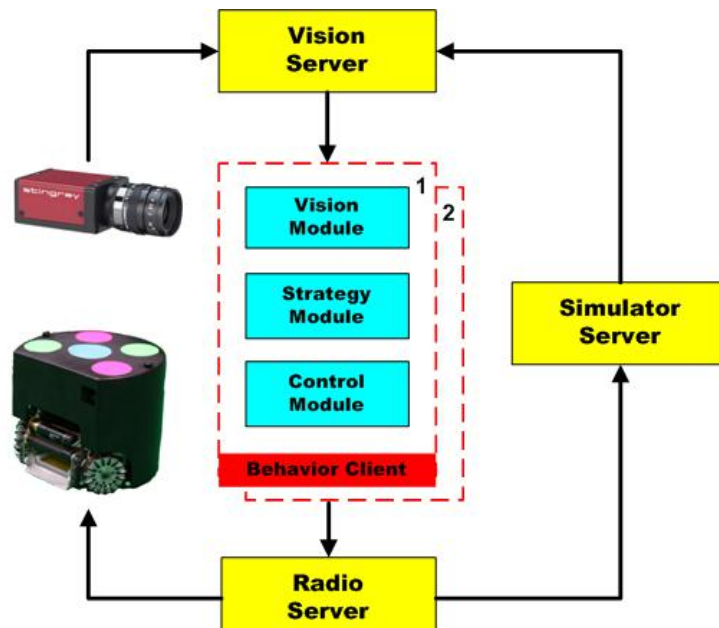 Vision
Server
stingray
1
Vision
Module
2
Strategy
Module
Simulator
Server
Control
Module
Behavior Client
Radio
Server